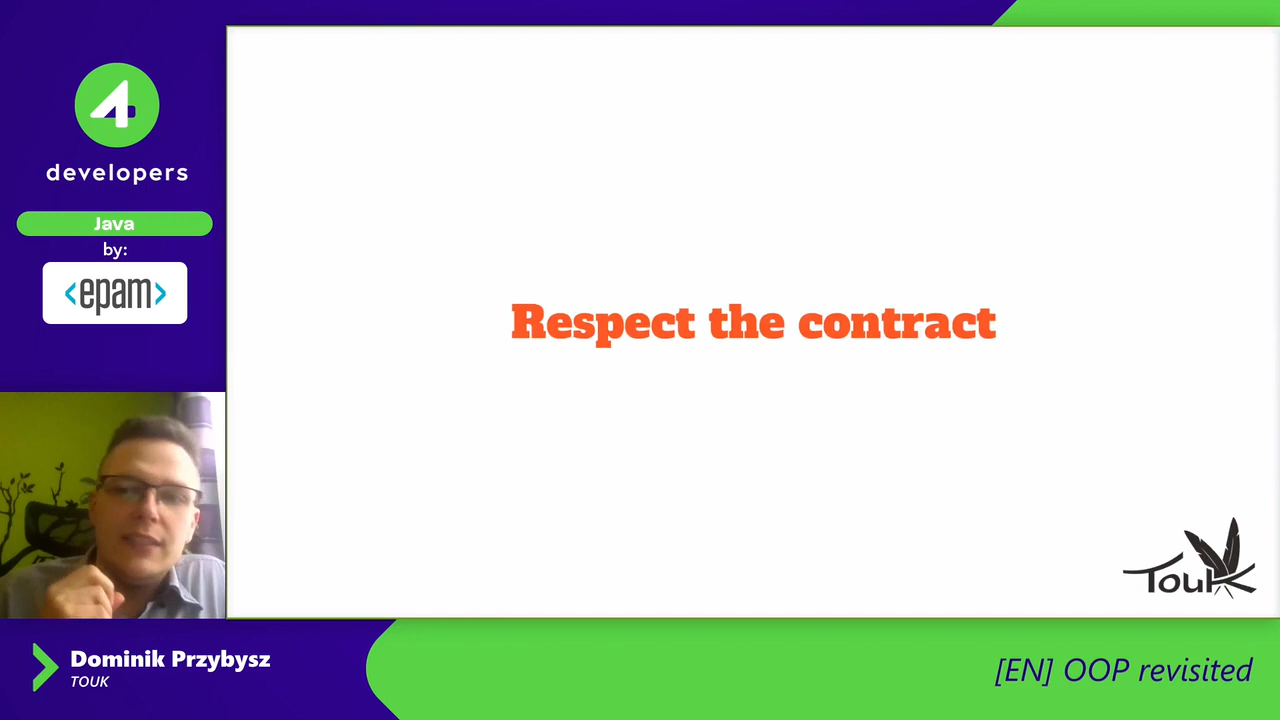 4
developers
Java
by:
<epam>
Respect the contract
Touk
Dominik Przybysz
TOUK
[EN] OOP revisited